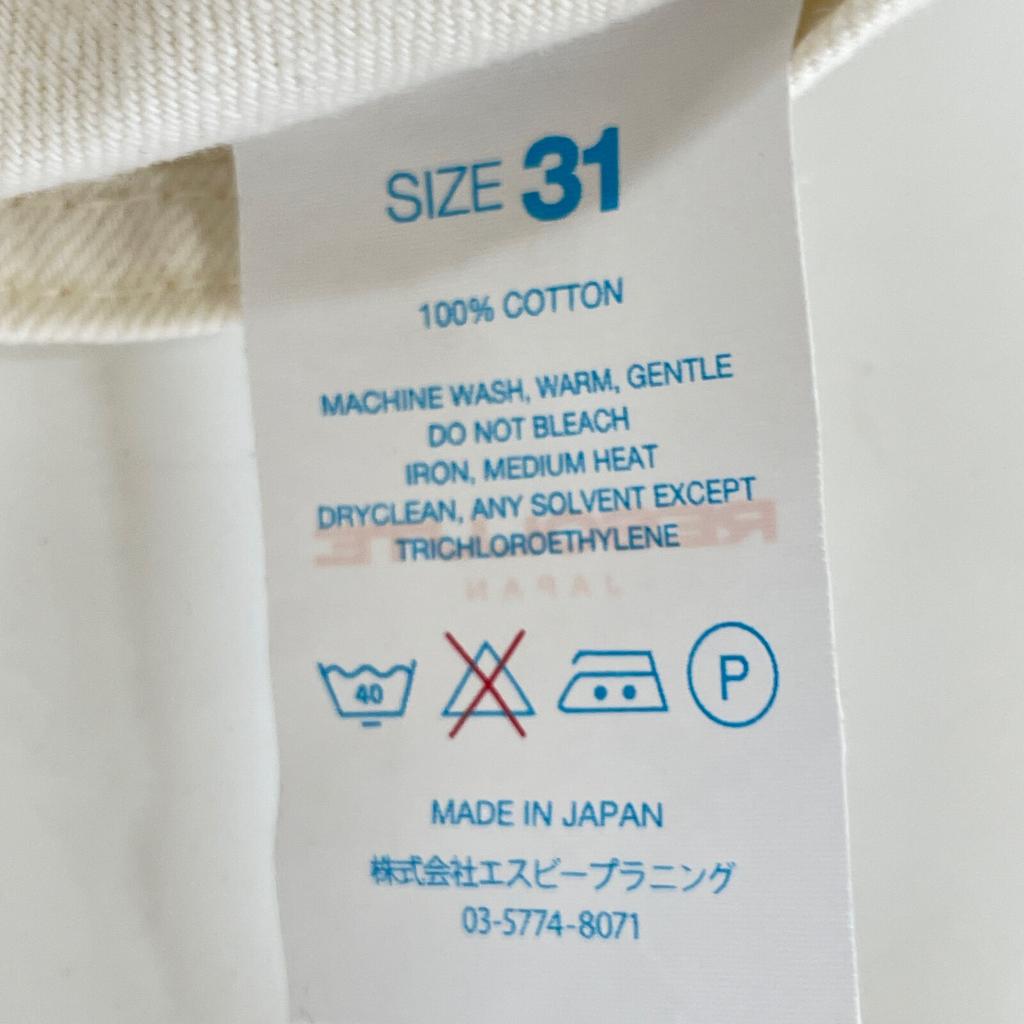 SIZE 31
100% COTTON
MACHINE WASH, WARM, GENTLE
DO NOT BLEACH
IRON, MEDIUM HEAT
DRYCLEAN, ANY SOLVENT EXCEPT
TRICHLOROETHYLENE
JAPAN
40
P
MADE IN JAPAN
株式会社エスビープラニング
03-5774-8071